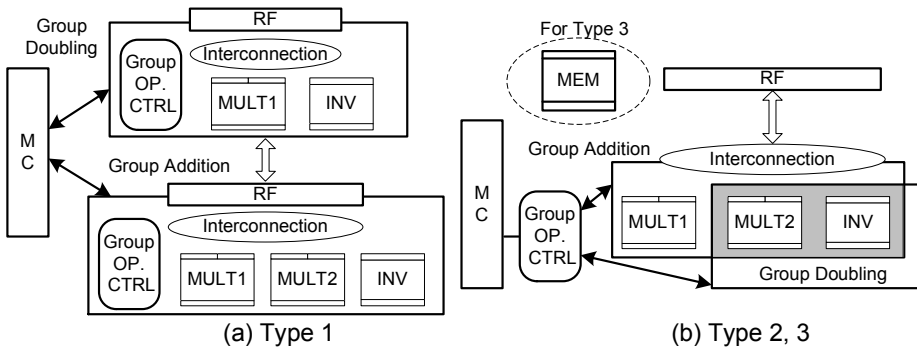 Group
Doubling
RF
Interconnection
Group
OP.
CTRL
MULT1
INV
M
C
Group Addition
RF
Interconnection
Group
OP.
CTRL
MULT1
MULT2
INV
(a) Type 1
For Type 3
MEM
RF
Group Addition
Interconnection
M
C
Group
OP.
CTRL
MULT1
MULT2
INV
Group Doubling
(b) Type 2, 3